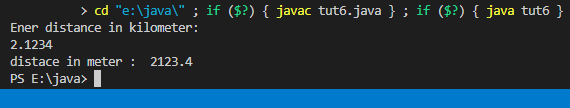 > cd "e:\java\" ; if ($?) { javac tut6.java } ; if ($?) { java tut6 }
Ener distance in kilometer:
2.1234
distace in meter :  2123.4
PS E:\java>